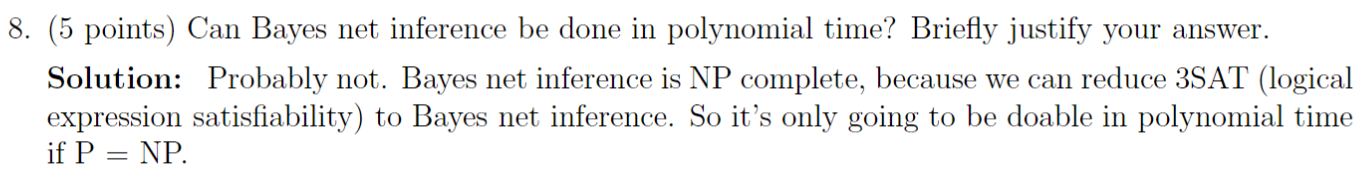 8. (5 points) Can Bayes net inference be done in polynomial time? Briefly justify your answer.
Solution: Probably not. Bayes net inference is NP complete, because we can reduce 3SAT (logical
expression satisfiability) to Bayes net inference. So it's only going to be doable in polynomial time
if P = NP.